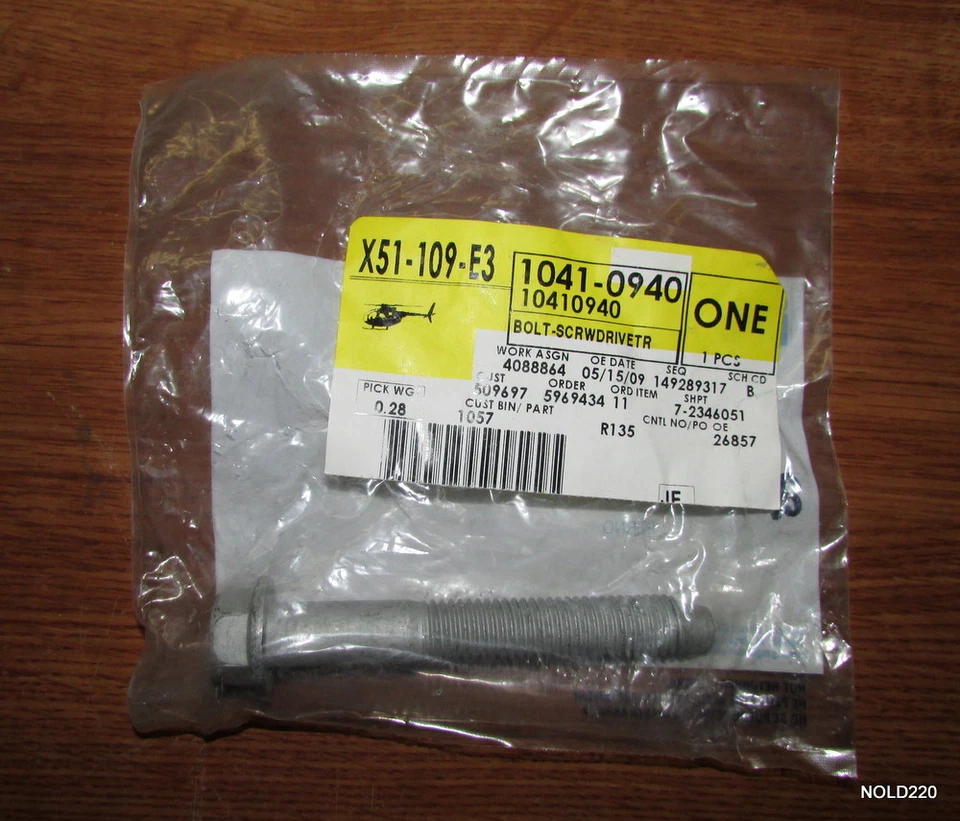 X51-109-E3
1041-0940
10410940
BOLT-SCRWDRIVETR
ONE
1 PCS
WORK ASGN OE DATE SEQ SCH CD
4088864 05/15/09 149289317 B
CUST ORDER ORD ITEM SHPT
509697 5969434 11 7-2346051
PICK WG
0.28
CUST BIN/ PART
1057
R135
CNTL NO/PO OE
26857
NOLD220